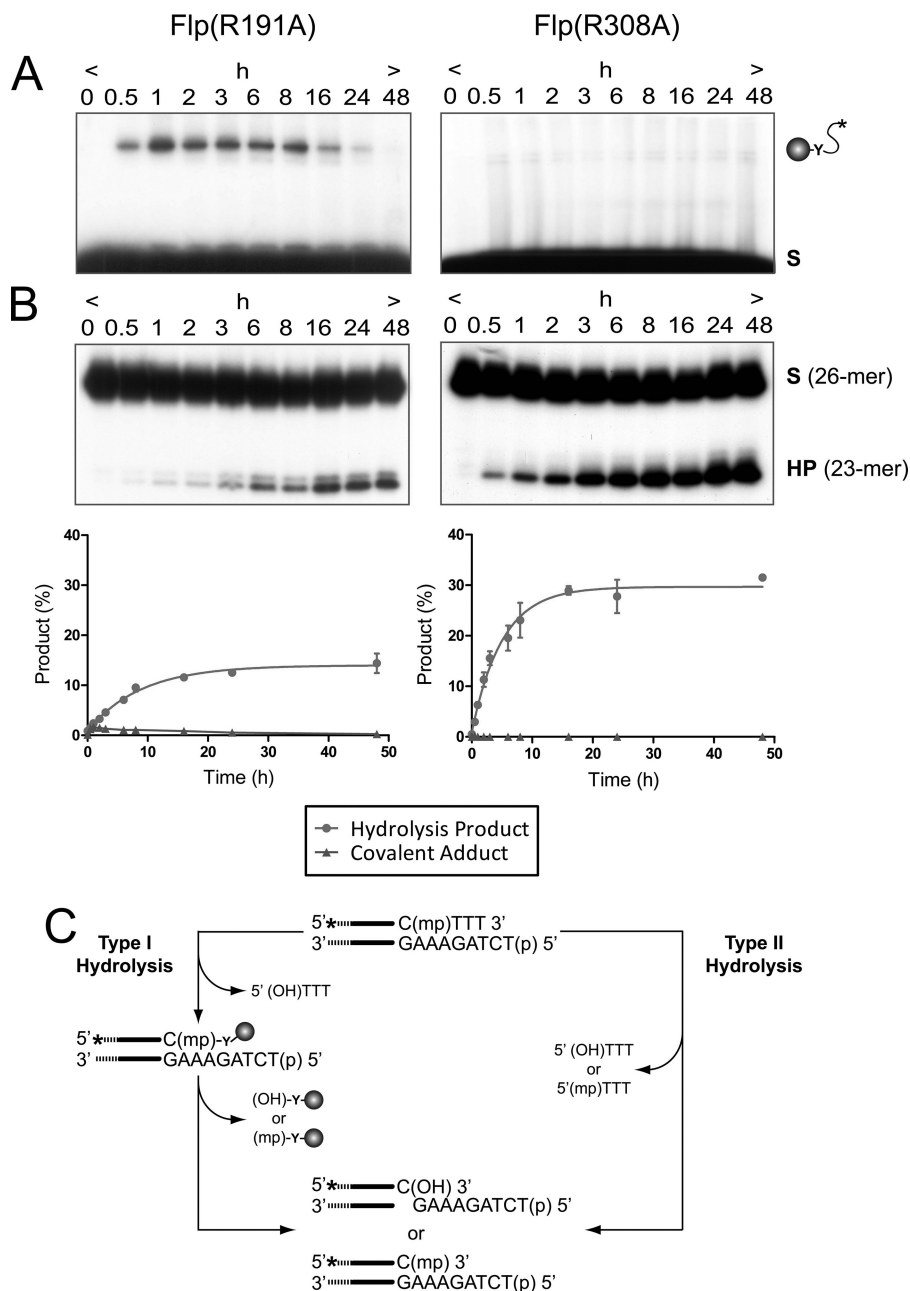 Flp(R191A) Flp(R308A)
A
< h > < h >
0 0.5 1 2 3 6 8 16 24 48 0 0.5 1 2 3 6 8 16 24 48
-Y *
S
B
< h > < h >
0 0.5 1 2 3 6 8 16 24 48 0 0.5 1 2 3 6 8 16 24 48
S (26-mer)
HP (23-mer)
Product (%)
40
30
20
10
0
0 10 20 30 40 50
Time (h)
Product (%)
40
30
20
10
0
0 10 20 30 40 50
Time (h)
Hydrolysis Product
Covalent Adduct
C
Type I
Hydrolysis
5’* C(mp)TTT 3’
3’ GAAAGATCT(p) 5’
Type II
Hydrolysis
5’ (OH)TTT
5’* C(mp)-Y
3’ GAAAGATCT(p) 5’
(OH)-Y
or
(mp)-Y
5’ (OH)TTT
or
5’(mp)TTT
5’* C(OH) 3’
3’ GAAAGATCT(p) 5’
or
5’* C(mp) 3’
3’ GAAAGATCT(p) 5’